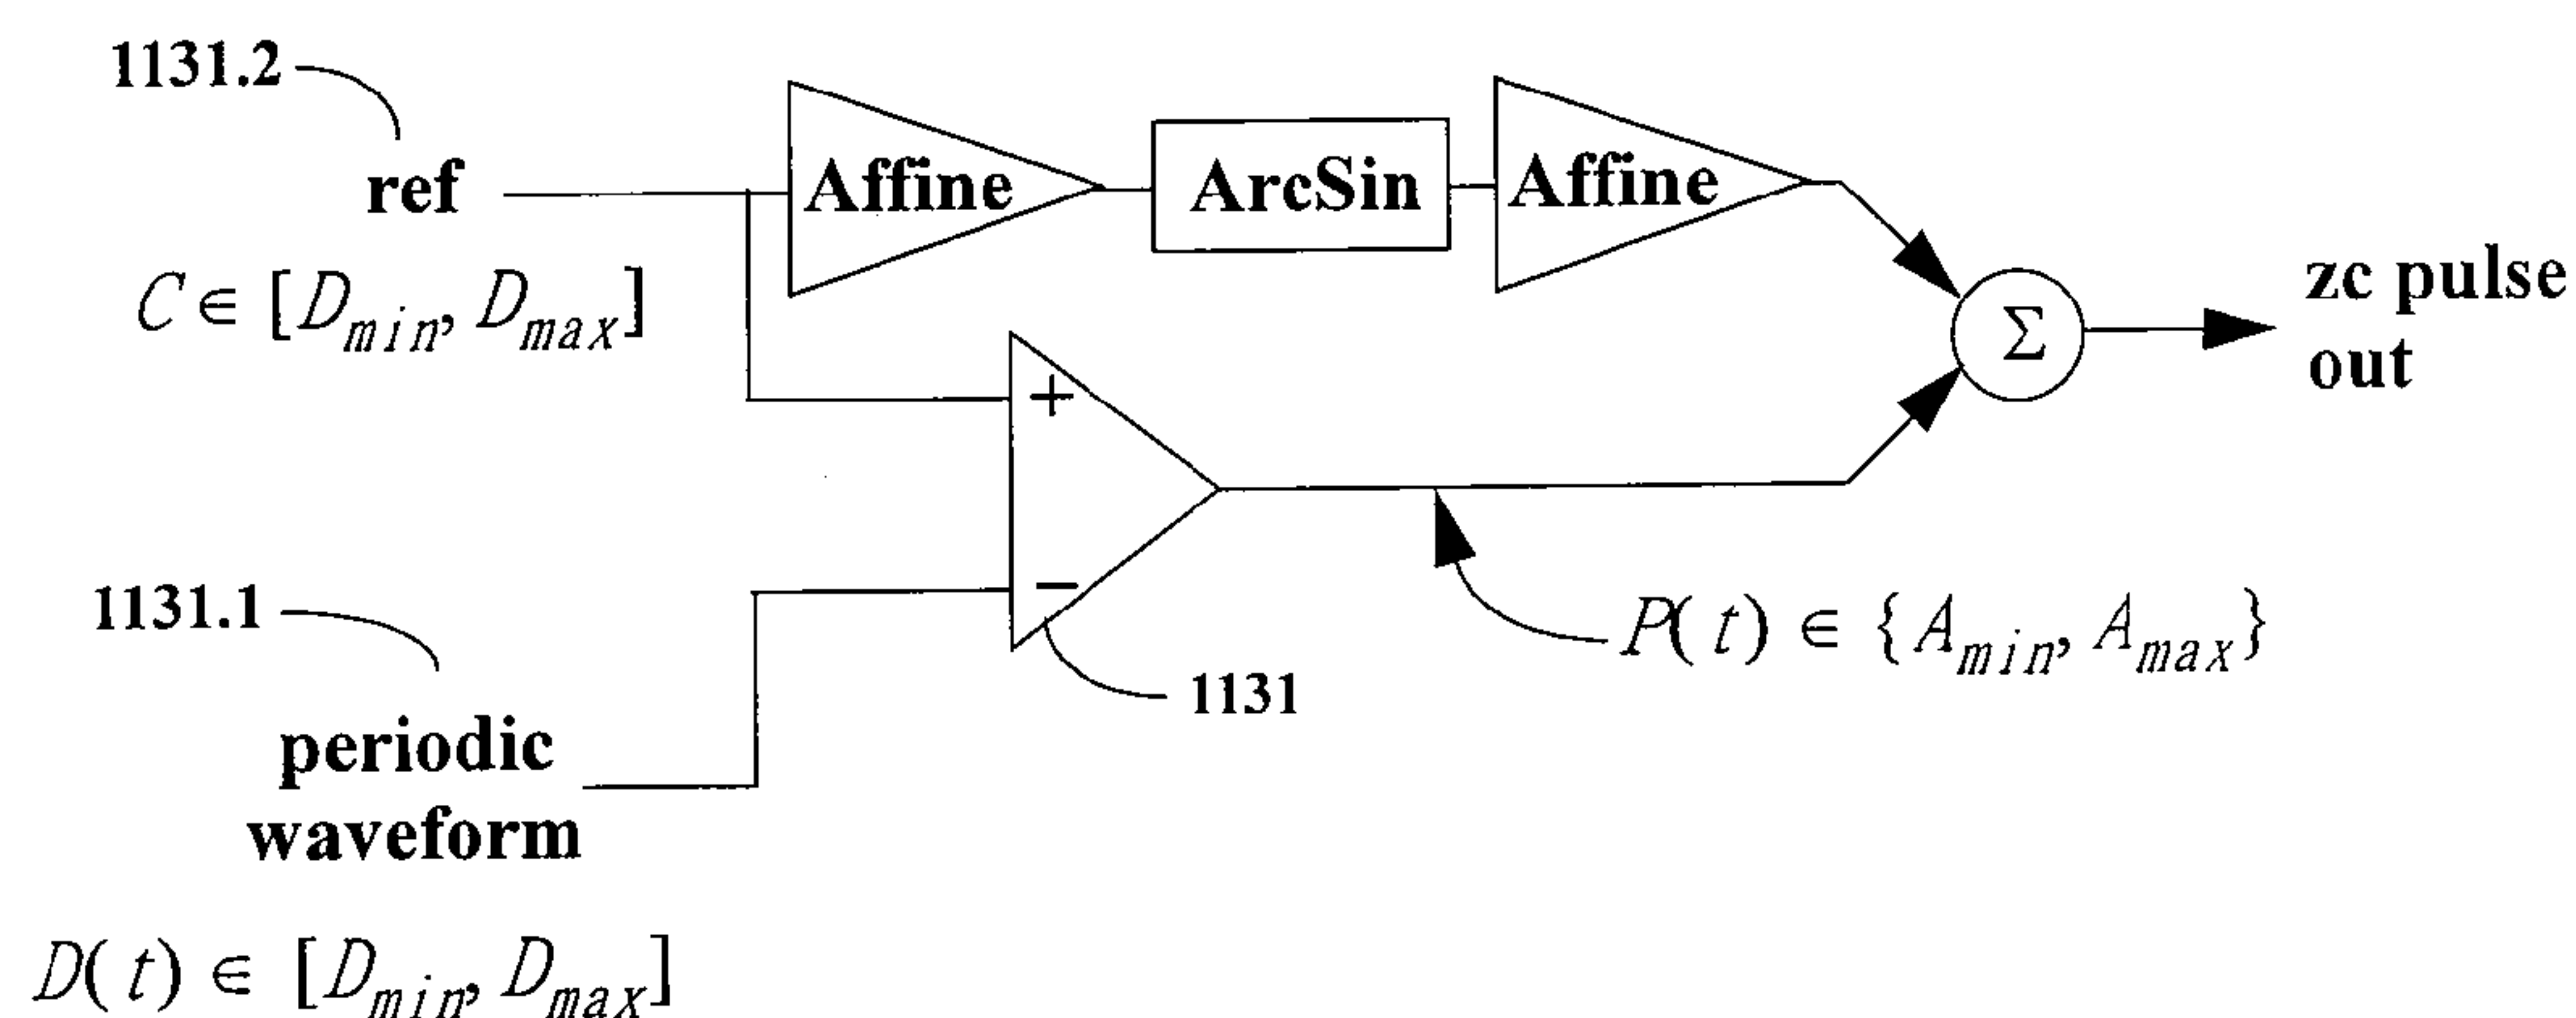 1131.2
ref
C ∈ [D_min, D_max]
Affine
ArcSin
Affine
Σ
zc pulse
out
+
−
1131
P(t) ∈ {A_min, A_max}
1131.1
periodic
waveform
D(t) ∈ [D_min, D_max]